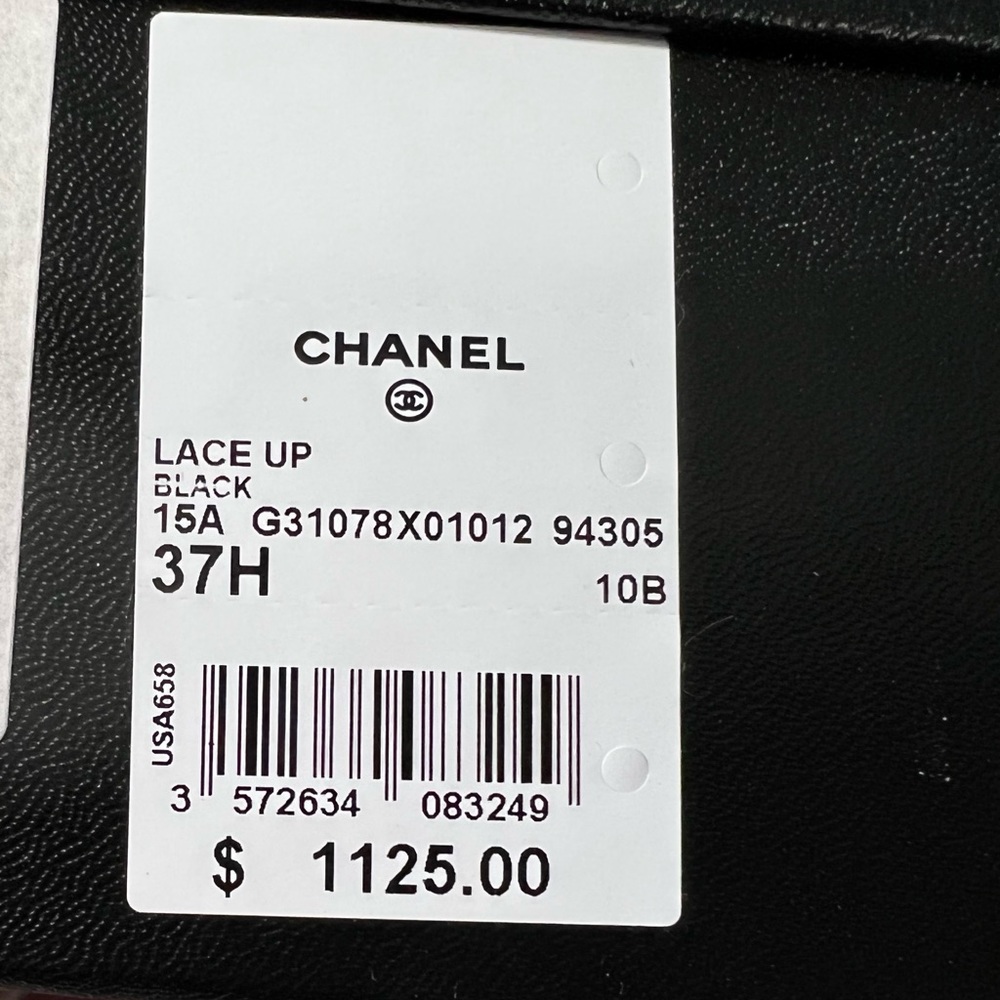 CHANEL
LACE UP
BLACK
15A G31078X01012 94305
37H 10B
USA658
3 572634 083249
$ 1125.00